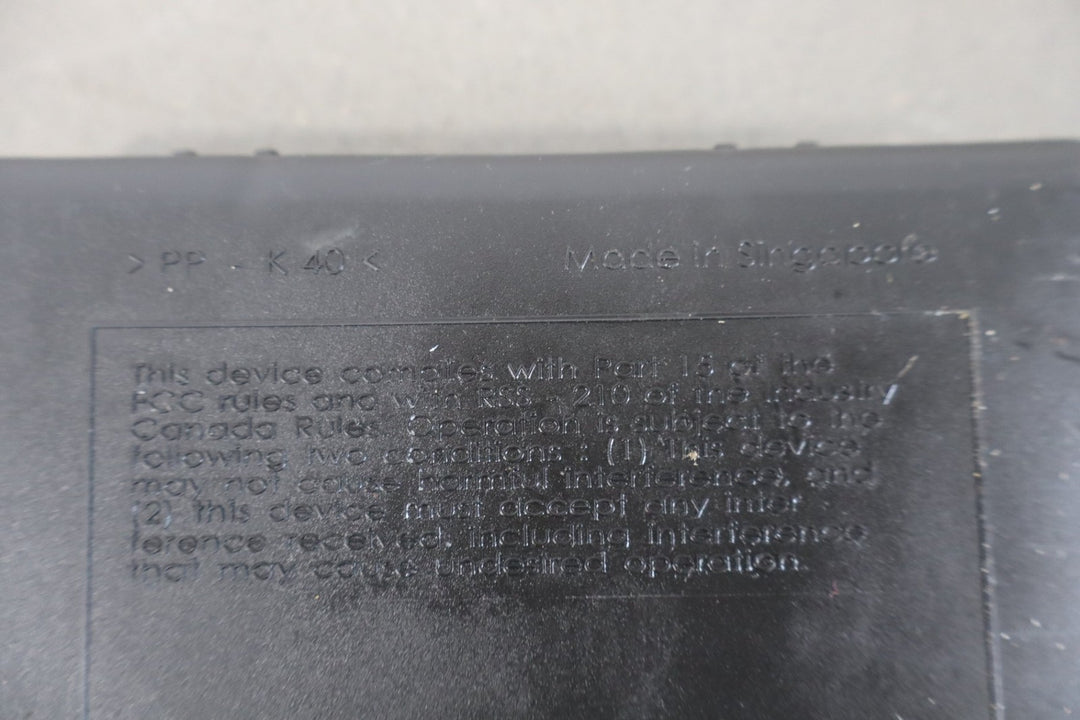 >PP - K40<
Made in Singapore
This device complies with Part 15 of the
FCC rules and with RSS - 210 of the Industry
Canada Rules. Operation is subject to the
following two conditions : (1) This device
may not cause harmful interference, and
(2) this device must accept any inter -
ference received, including interference
that may cause undesired operation.